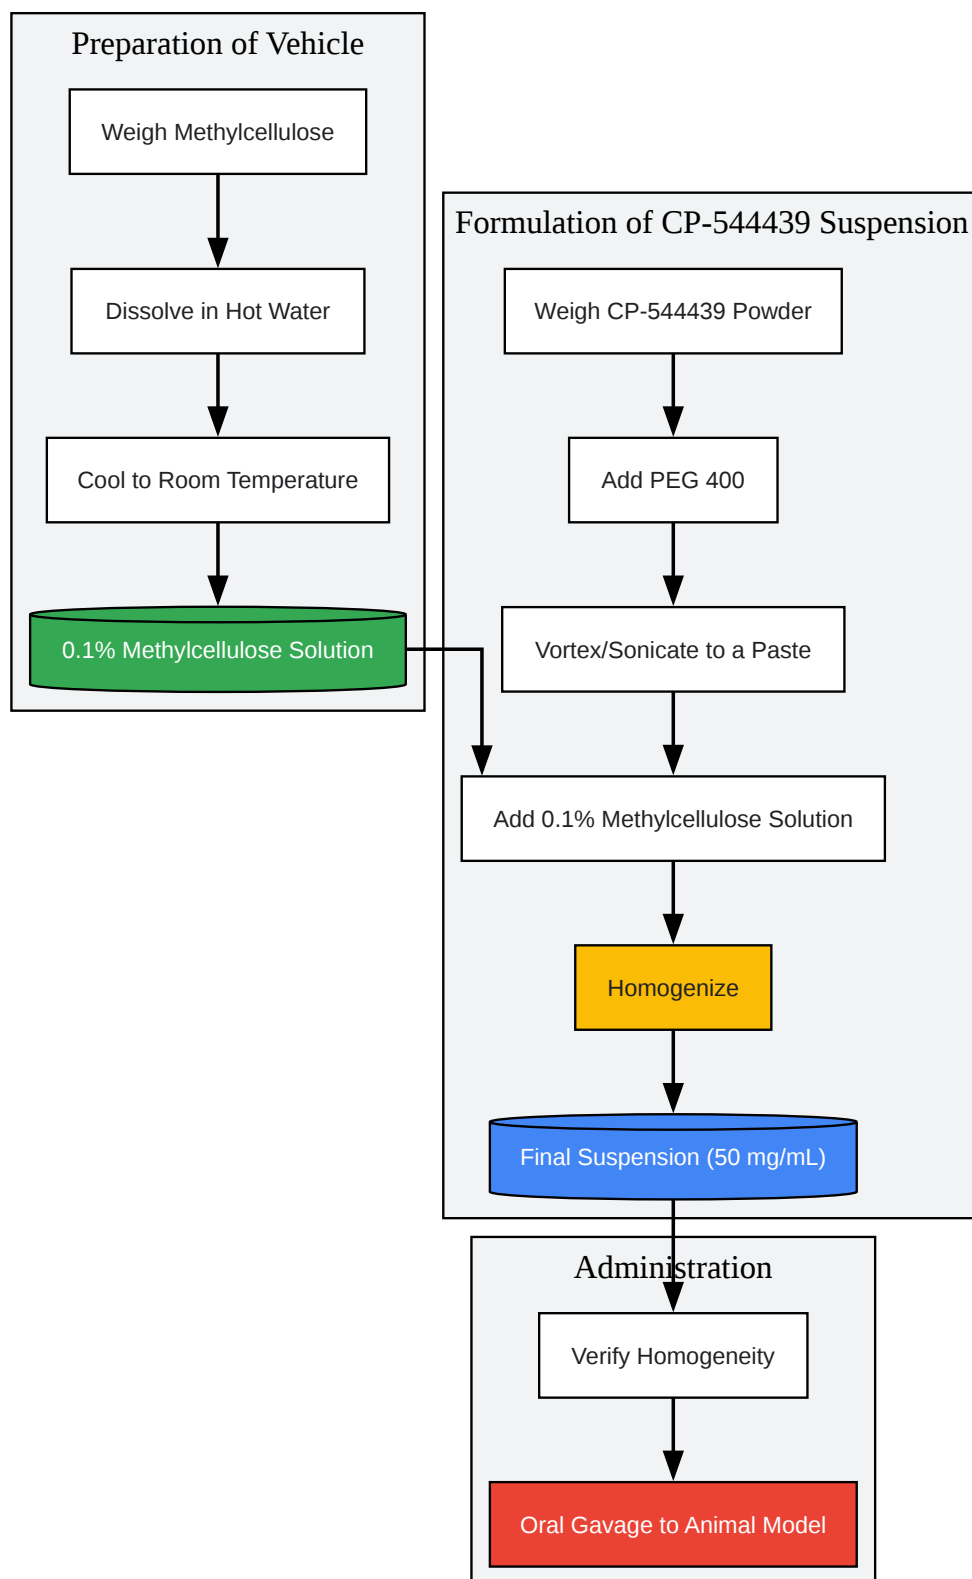 Preparation of Vehicle
Weigh Methylcellulose
Dissolve in Hot Water
Cool to Room Temperature
0.1% Methylcellulose Solution
Formulation of CP-544439 Suspension
Weigh CP-544439 Powder
Add PEG 400
Vortex/Sonicate to a Paste
Add 0.1% Methylcellulose Solution
Homogenize
Final Suspension (50 mg/mL)
Administration
Verify Homogeneity
Oral Gavage to Animal Model